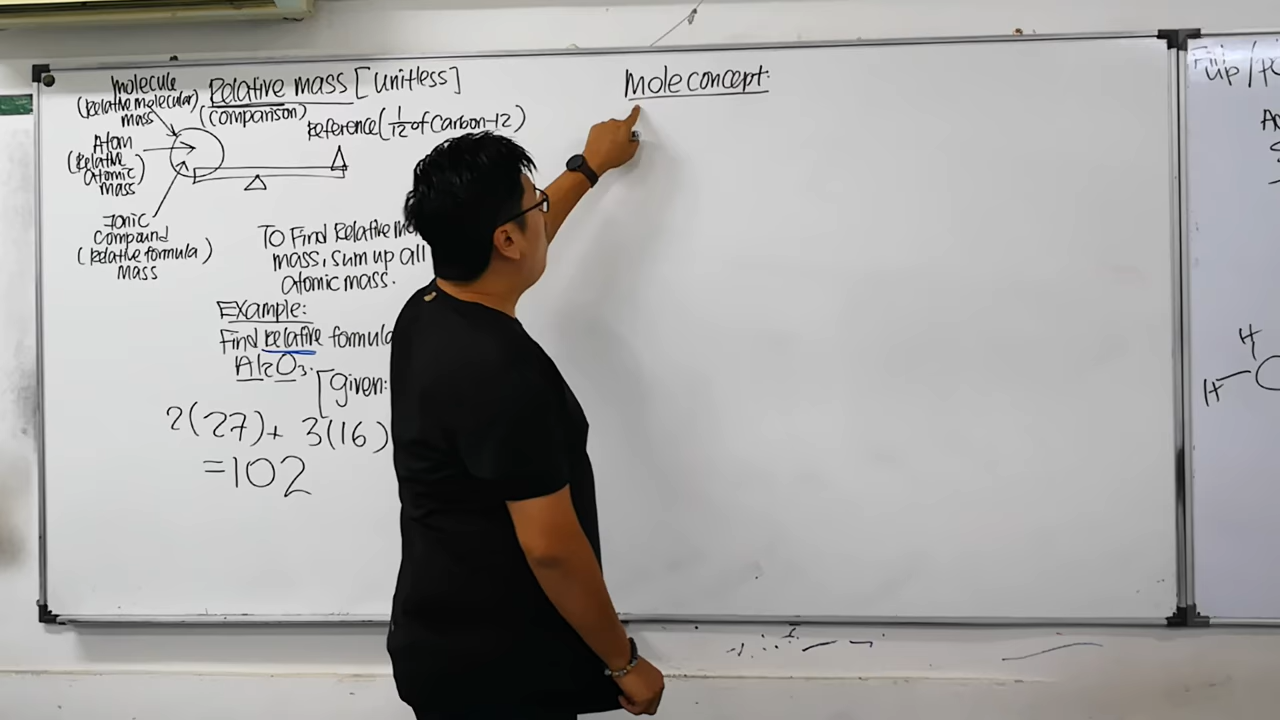 Relative mass [unitless]
(comparison)
Reference (1/12 of Carbon-12)
molecule
(Relative molecular)
mass
Atom
(Relative
atomic
mass)
Ionic
Compound
(Relative formula)
mass
To Find Relative
mass, sum up all
atomic mass.
Example:
Find Relative formula
Al2O3.
[Given:
2(27) + 3(16)
=102
Mole concept:
up /
H
H